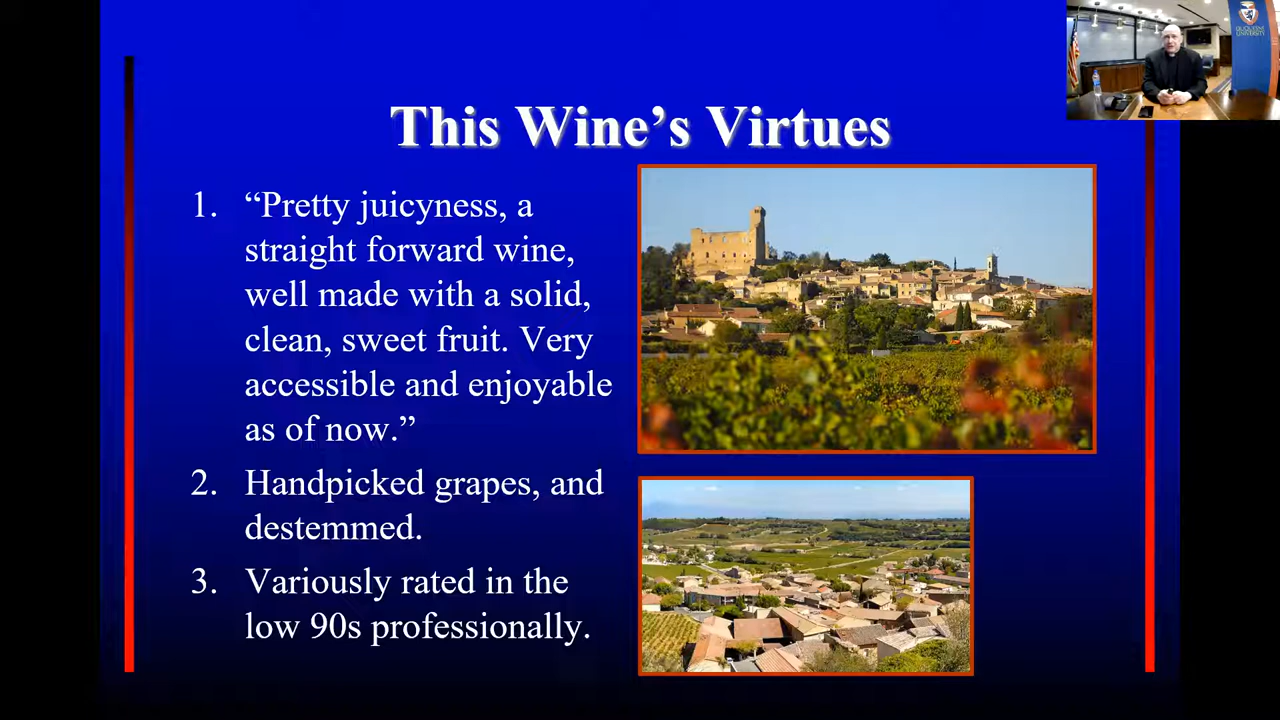 This Wine’s Virtues
1. “Pretty juicyness, a
straight forward wine,
well made with a solid,
clean, sweet fruit. Very
accessible and enjoyable
as of now.”
2. Handpicked grapes, and
destemmed.
3. Variously rated in the
low 90s professionally.
UNIVERSITY